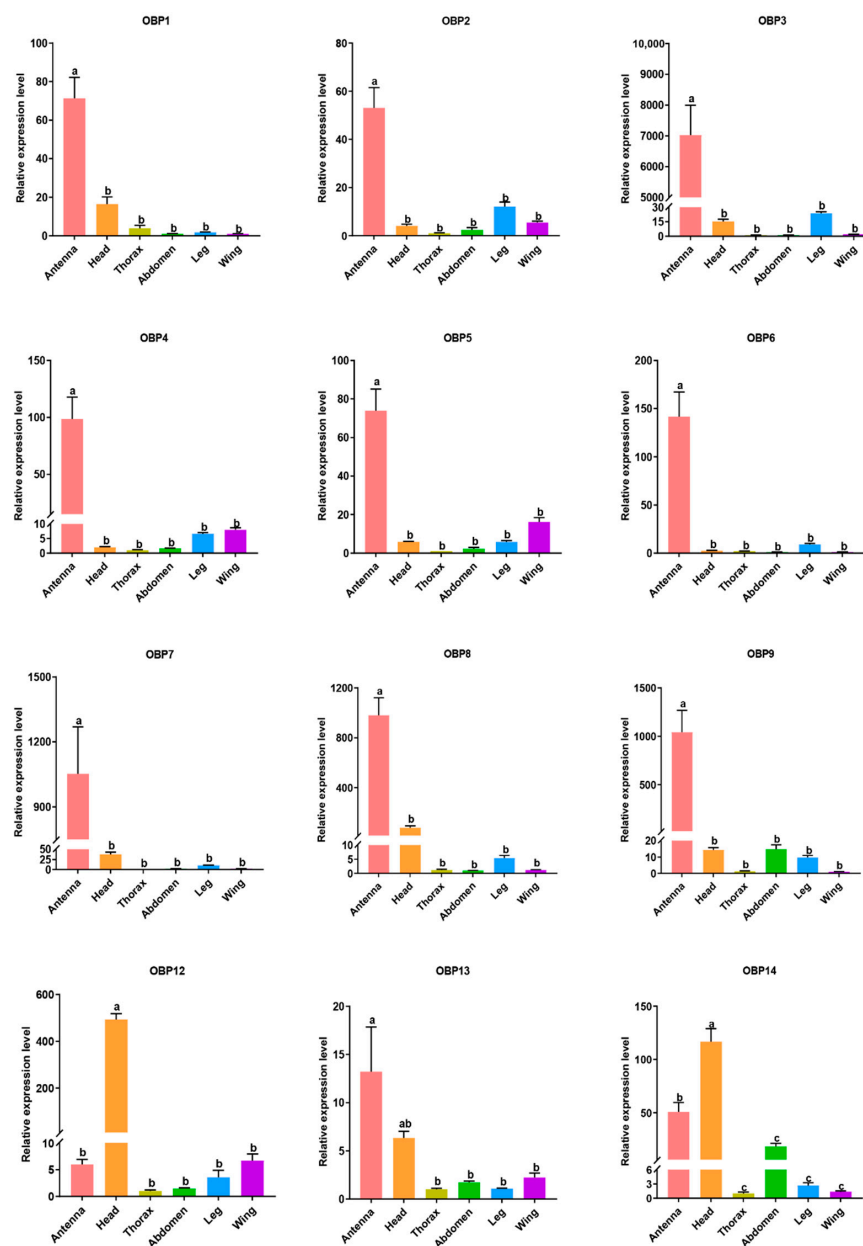 OBP1
Relative expression level
100
80
60
40
20
0
a
b
b
b
b
b
Antenna
Head
Thorax
Abdomen
Leg
Wing
OBP2
Relative expression level
80
60
40
20
0
a
b
b
b
b
b
Antenna
Head
Thorax
Abdomen
Leg
Wing
OBP3
Relative expression level
10,000
9000
8000
7000
6000
5000
30
15
0
a
b
b
b
b
b
Antenna
Head
Thorax
Abdomen
Leg
Wing
OBP4
Relative expression level
150
100
50
10
5
0
a
b
b
b
b
b
Antenna
Head
Thorax
Abdomen
Leg
Wing
OBP5
Relative expression level
100
80
60
40
20
0
a
b
b
b
b
b
Antenna
Head
Thorax
Abdomen
Leg
Wing
OBP6
Relative expression level
200
150
100
50
0
a
b
b
b
b
b
Antenna
Head
Thorax
Abdomen
Leg
Wing
OBP7
Relative expression level
1500
1200
900
50
25
0
a
b
b
b
b
b
Antenna
Head
Thorax
Abdomen
Leg
Wing
OBP8
Relative expression level
1200
800
400
10
5
0
a
b
b
b
b
b
Antenna
Head
Thorax
Abdomen
Leg
Wing
OBP9
Relative expression level
1500
1000
500
20
10
0
a
b
b
b
b
b
Antenna
Head
Thorax
Abdomen
Leg
Wing
OBP12
Relative expression level
600
400
200
10
5
0
b
a
b
b
b
b
Antenna
Head
Thorax
Abdomen
Leg
Wing
OBP13
Relative expression level
20
15
10
5
0
a
ab
b
b
b
b
Antenna
Head
Thorax
Abdomen
Leg
Wing
OBP14
Relative expression level
150
100
50
6
3
0
b
a
c
c
c
c
Antenna
Head
Thorax
Abdomen
Leg
Wing